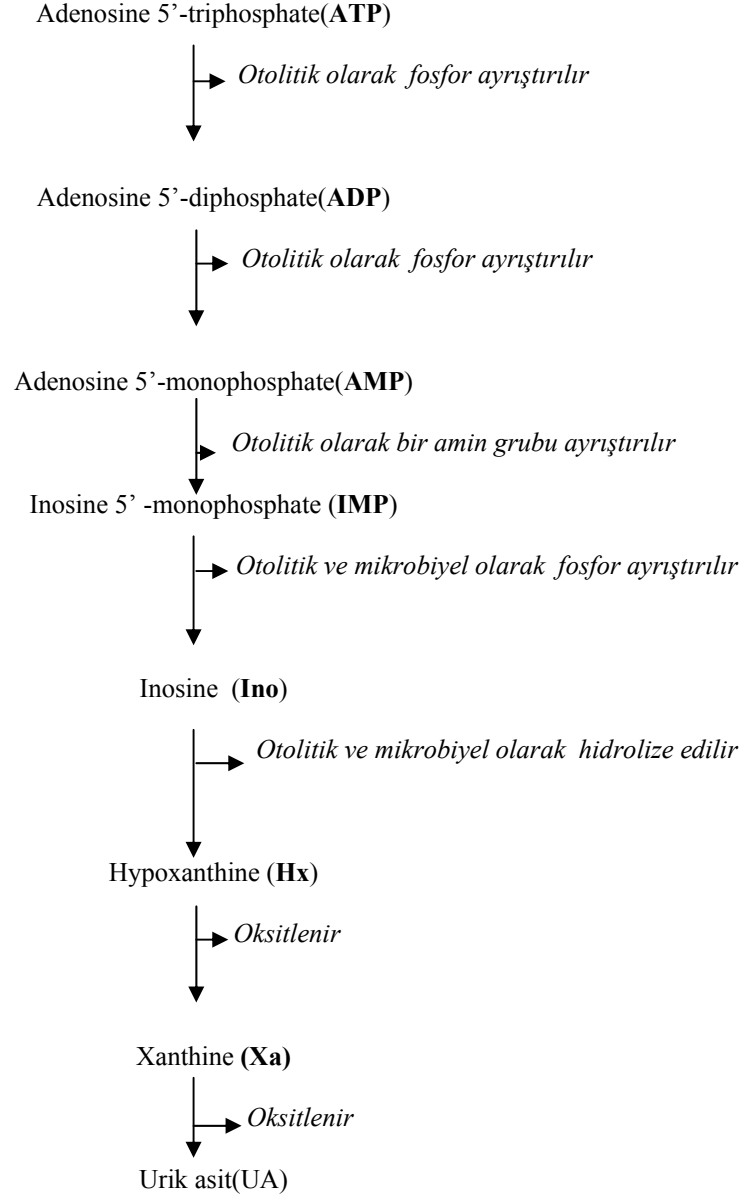 Adenosine 5’-triphosphate(ATP)
Otolitik olarak fosfor ayrıştırılır
Adenosine 5’-diphosphate(ADP)
Otolitik olarak fosfor ayrıştırılır
Adenosine 5’-monophosphate(AMP)
Otolitik olarak bir amin grubu ayrıştırılır
Inosine 5’ -monophosphate (IMP)
Otolitik ve mikrobiyel olarak fosfor ayrıştırılır
Inosine (Ino)
Otolitik ve mikrobiyel olarak hidrolize edilir
Hypoxanthine (Hx)
Oksitlenir
Xanthine (Xa)
Oksitlenir
Urik asit(UA)